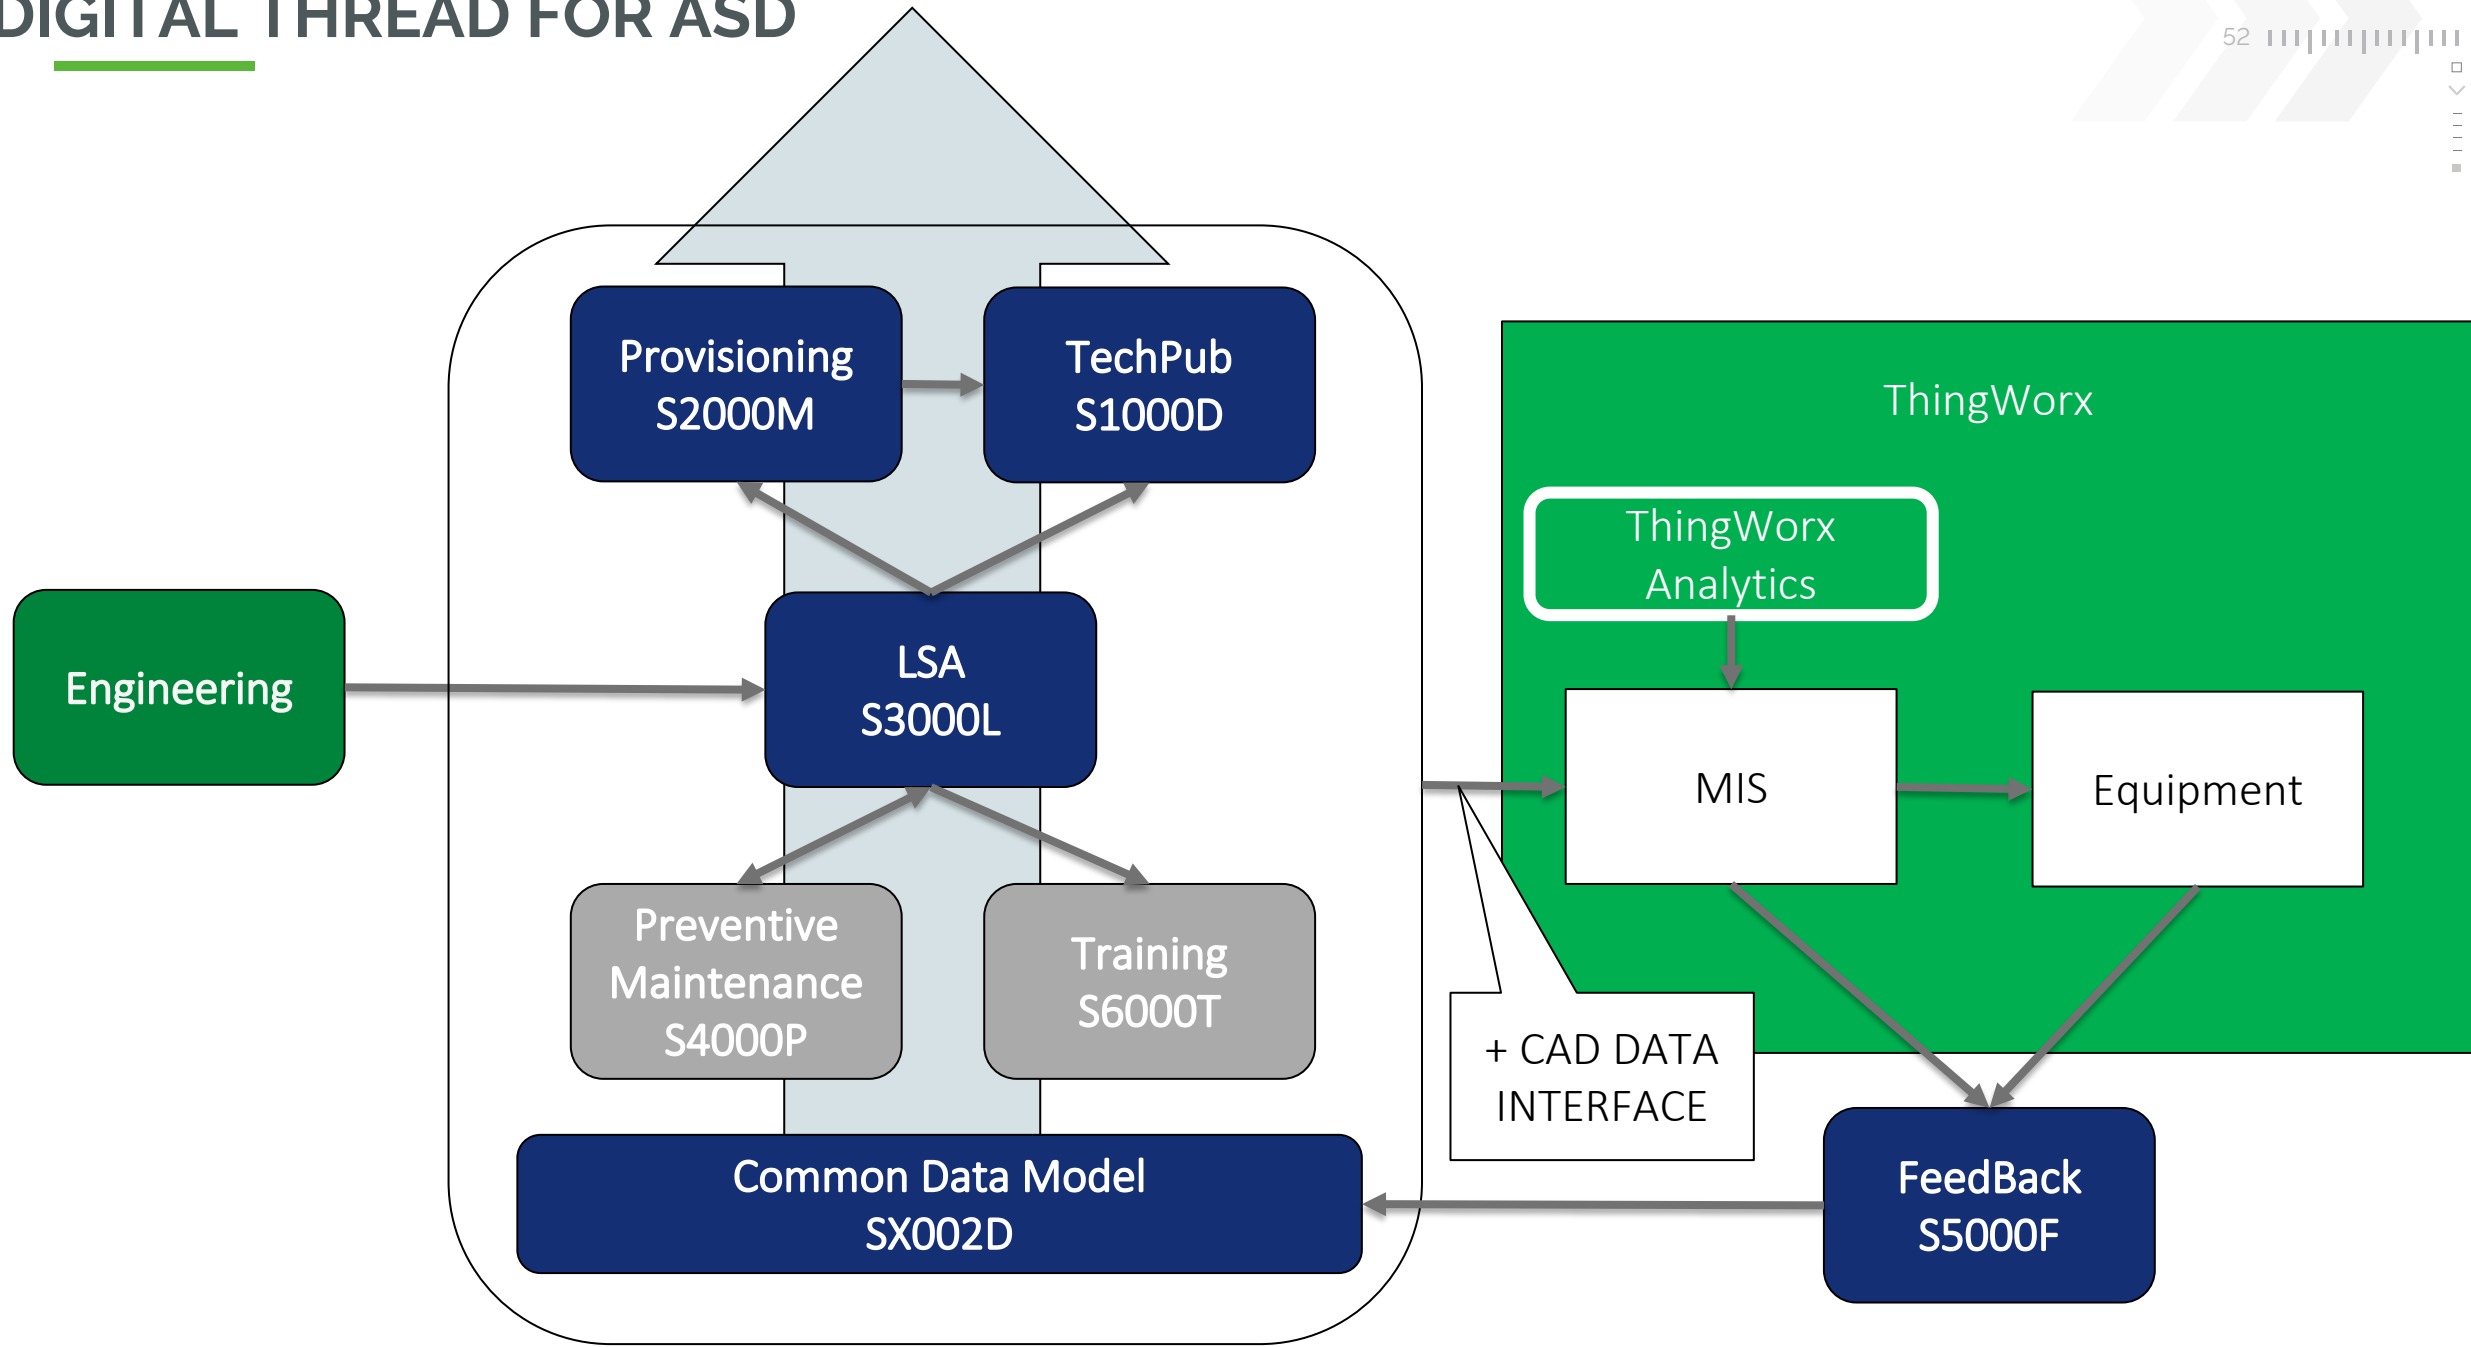 DIGITAL THREAD FOR ASD
52
Provisioning
S2000M
TechPub
S1000D
ThingWorx
ThingWorx
Analytics
Engineering
LSA
S3000L
MIS
Equipment
Preventive
Maintenance
S4000P
Training
S6000T
+ CAD DATA
INTERFACE
Common Data Model
SX002D
FeedBack
S5000F